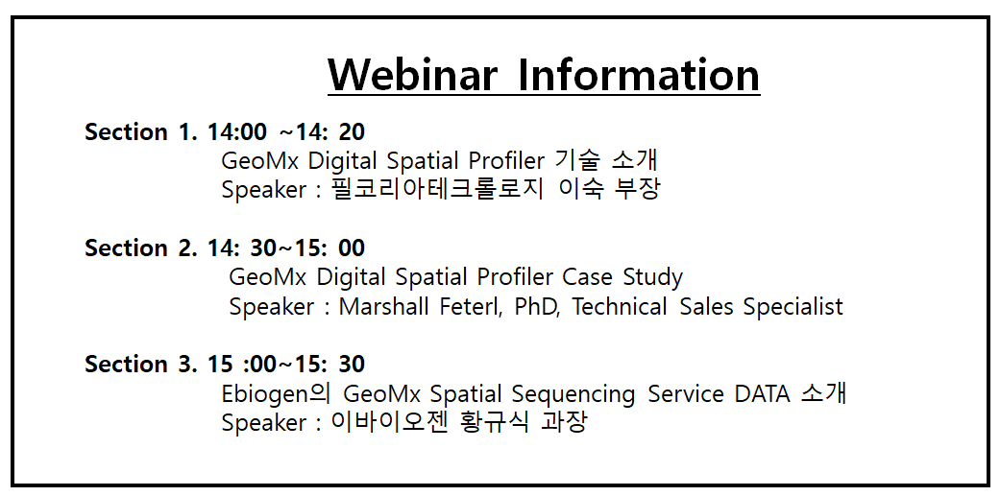 Webinar Information
Section 1. 14:00 ~14: 20
GeoMx Digital Spatial Profiler 기술 소개
Speaker : 필코리아테크롤로지 이숙 부장
Section 2. 14: 30~15: 00
GeoMx Digital Spatial Profiler Case Study
Speaker : Marshall Feterl, PhD, Technical Sales Specialist
Section 3. 15 :00~15: 30
Ebiogen의 GeoMx Spatial Sequencing Service DATA 소개
Speaker : 이바이오젠 황규식 과장